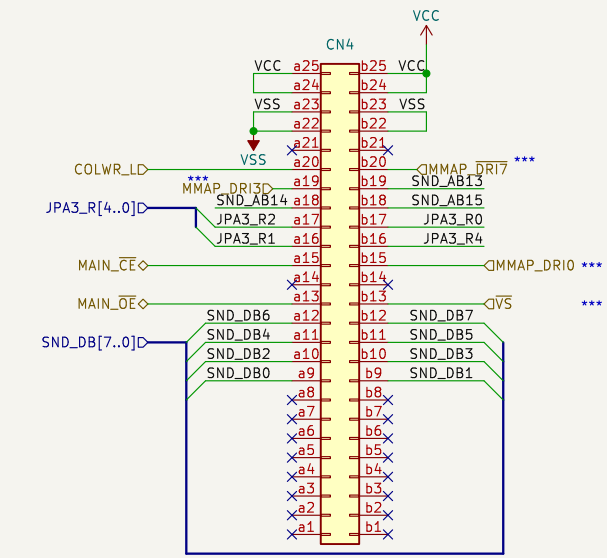 VCC
CN4
VCC a25 b25 VCC
a24 b24
VSS a23 b23 VSS
a22 b22
a21 b21
VSS
COLWR_L a20 b20 MMAP_DRI7 ***
*** MMAP_DRI3 a19 b19 SND_AB13
JPA3_R[4..0] SND_AB14 a18 b18 SND_AB15
JPA3_R2 a17 b17 JPA3_R0
JPA3_R1 a16 b16 JPA3_R4
MAIN_CE a15 b15 MMAP_DRI0 ***
a14 b14
MAIN_OE a13 b13 VS ***
SND_DB6 a12 b12 SND_DB7
SND_DB[7..0] SND_DB4 a11 b11 SND_DB5
SND_DB2 a10 b10 SND_DB3
SND_DB0 a9 b9 SND_DB1
a8 b8
a7 b7
a6 b6
a5 b5
a4 b4
a3 b3
a2 b2
a1 b1